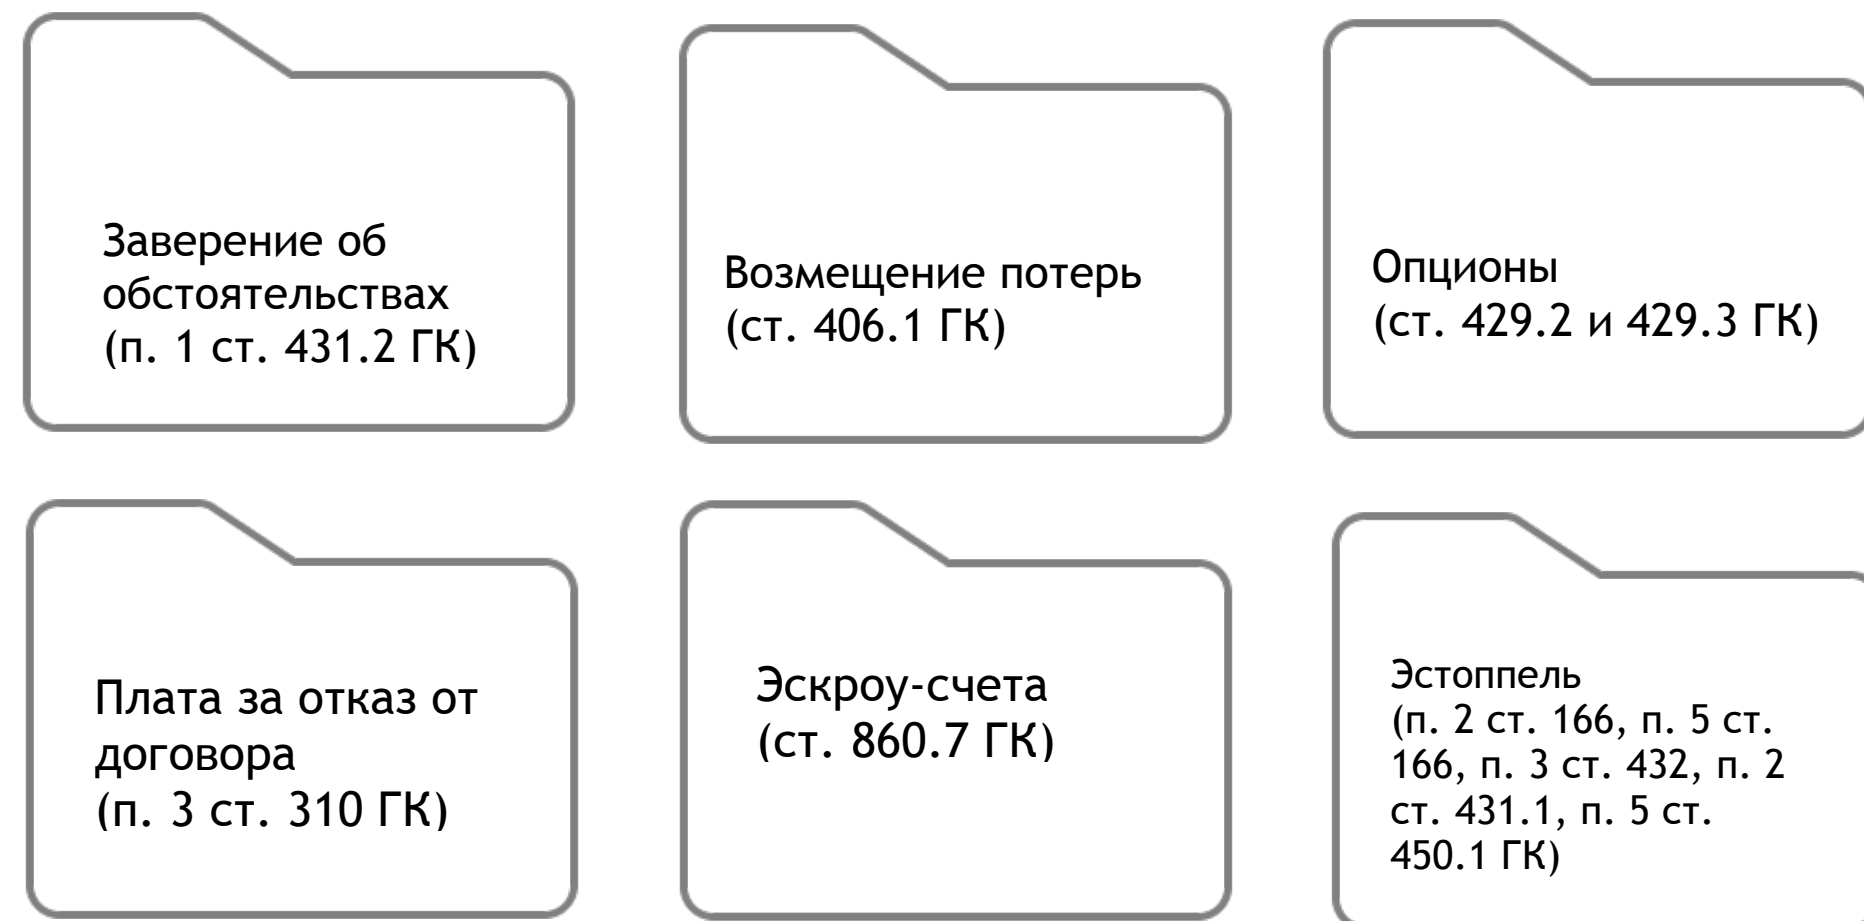 Заверение об
обстоятельствах
(п. 1 ст. 431.2 ГК)
Возмещение потерь
(ст. 406.1 ГК)
Опционы
(ст. 429.2 и 429.3 ГК)
Плата за отказ от
договора
(п. 3 ст. 310 ГК)
Эскроу-счета
(ст. 860.7 ГК)
Эстоппель
(п. 2 ст. 166, п. 5 ст.
166, п. 3 ст. 432, п. 2
ст. 431.1, п. 5 ст.
450.1 ГК)